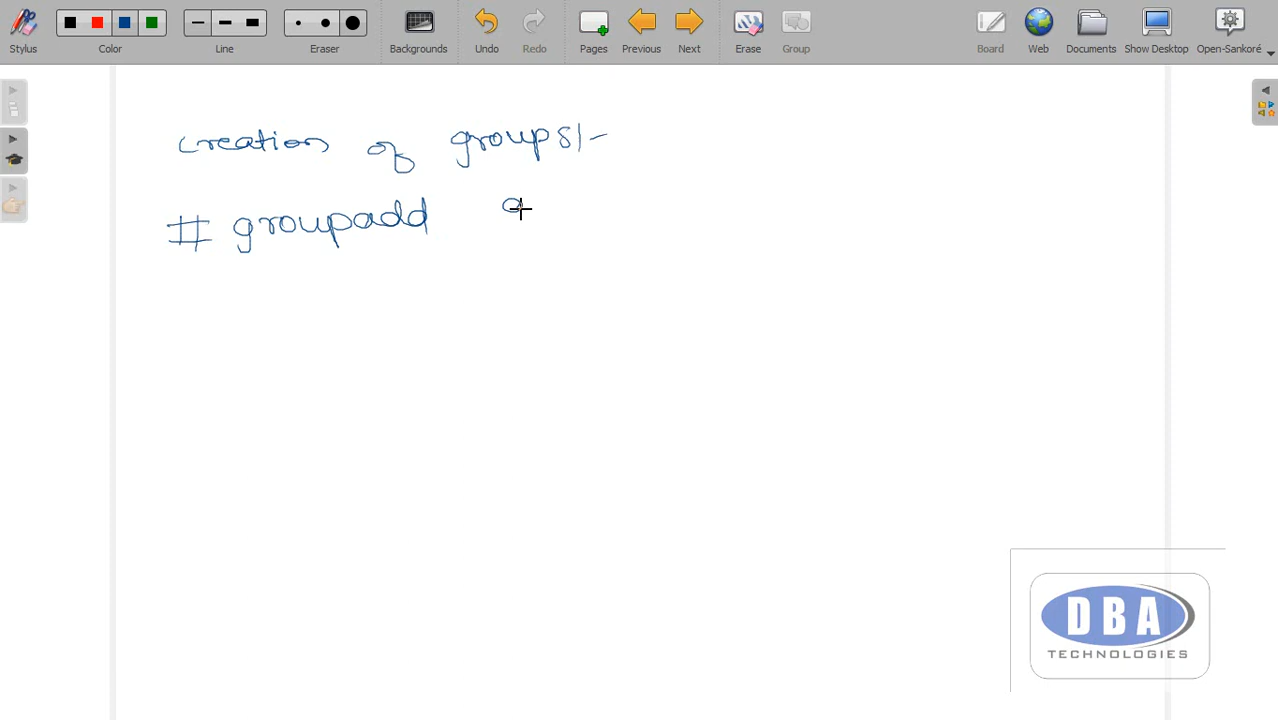 Stylus Color Line Eraser Backgrounds Undo Redo Pages Previous Next Erase Group Board Web Documents Show Desktop Open-Sankoré
creation of groups:-
# groupadd
DBA
TECHNOLOGIES